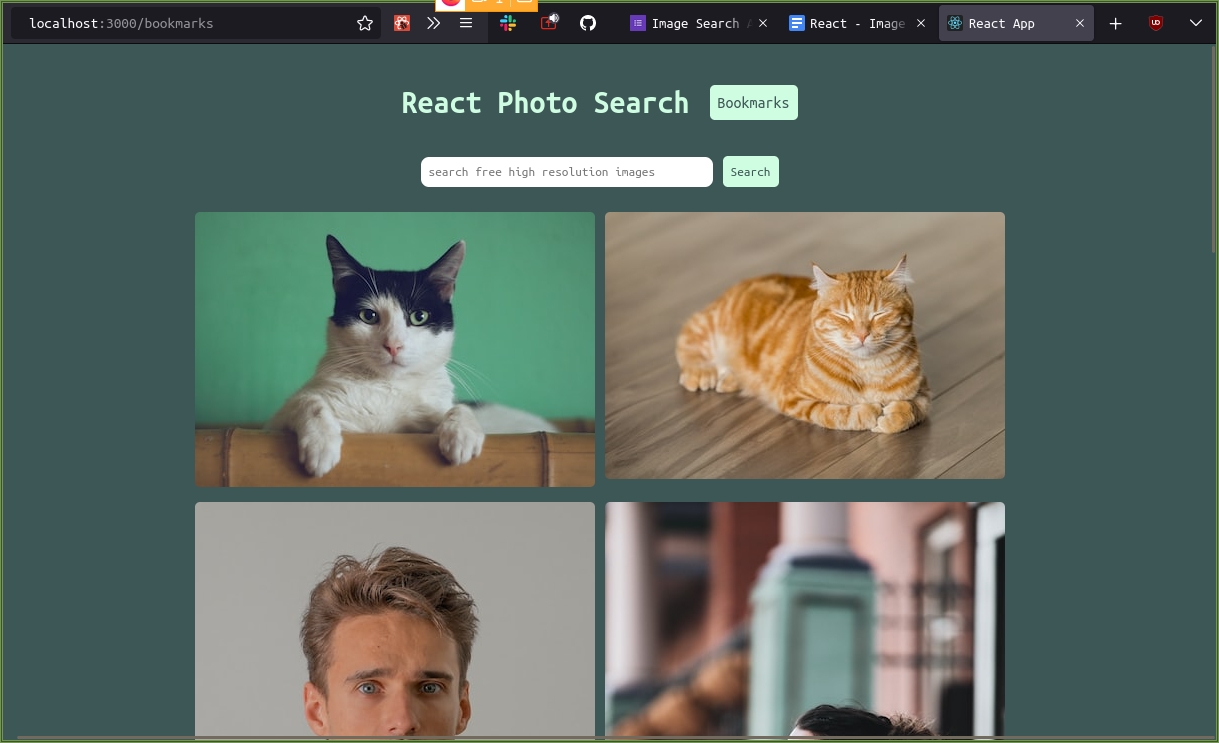 localhost:3000/bookmarks
Image Search
React - Image
React App
React Photo Search
Bookmarks
search free high resolution images
Search